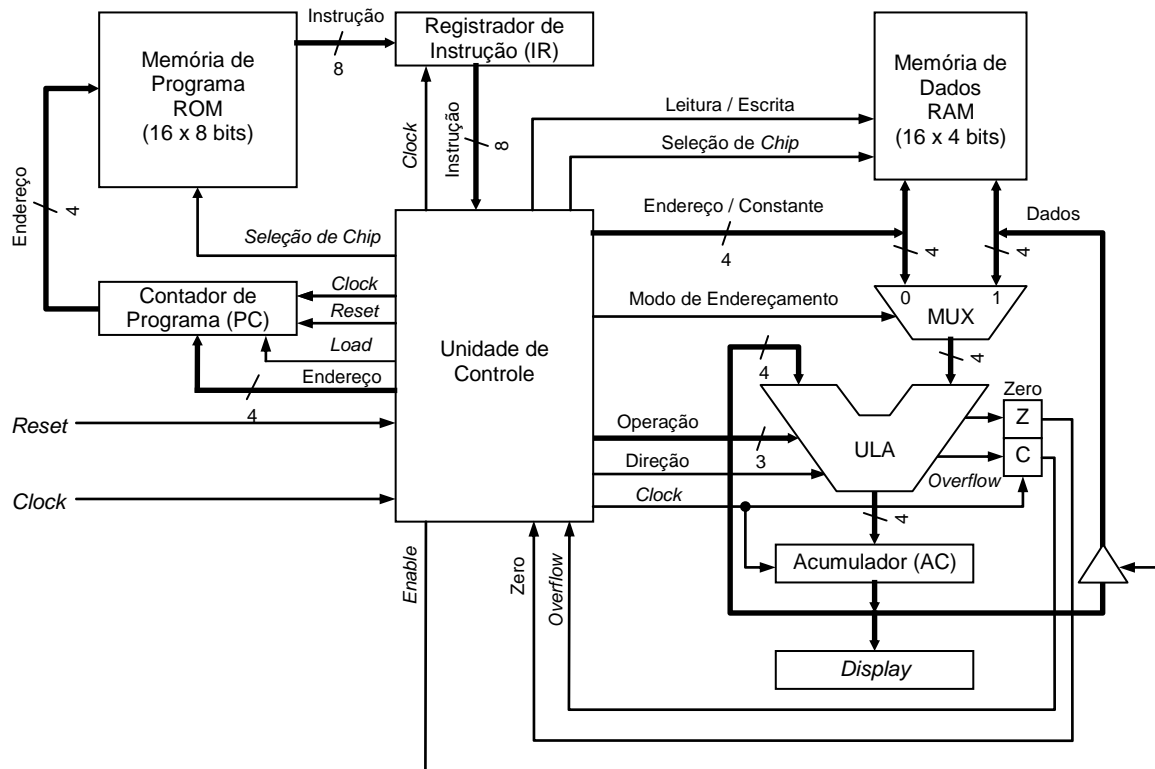 Instrução
8
Memória de
Programa
ROM
(16 x 8 bits)
Registrador de
Instrução (IR)
Memória de
Dados
RAM
(16 x 4 bits)
Endereço
4
Clock
Instrução
8
Leitura / Escrita
Seleção de Chip
Seleção de Chip
Endereço / Constante
4
4
4
Dados
Contador de
Programa (PC)
Clock
Reset
Load
Endereço
4
Unidade de
Controle
Modo de Endereçamento
0
1
MUX
4
4
Reset
Clock
Operação
3
Direção
Clock
ULA
Zero
Z
C
Overflow
4
Enable
Zero
Overflow
Acumulador (AC)
Display